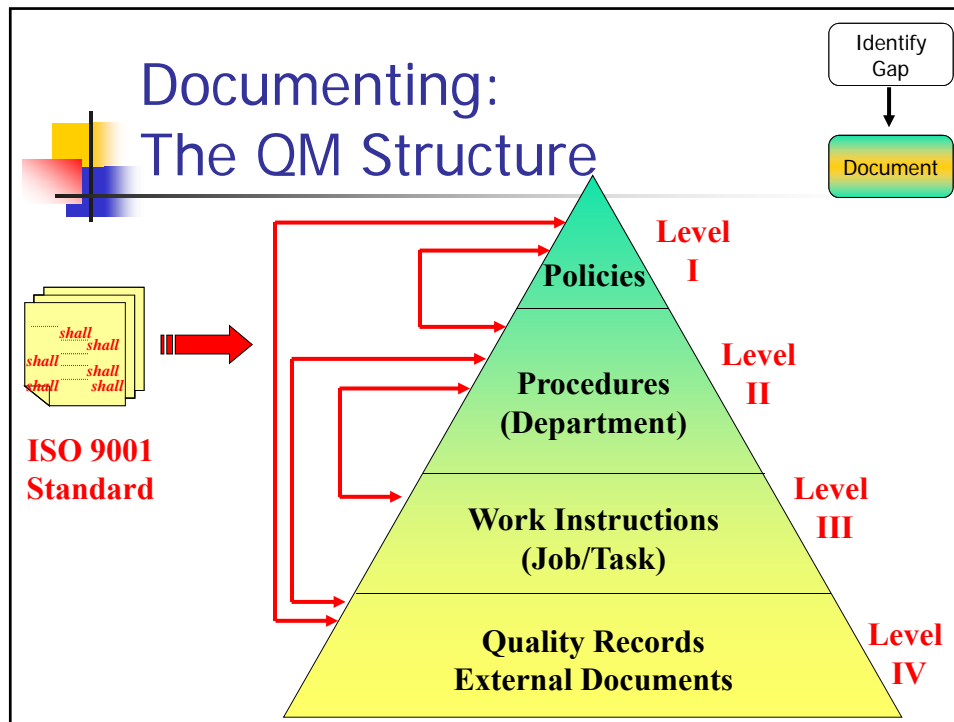 Documenting:
The QM Structure
Identify
Gap
Document
Level
I
Policies
shall
shall
shall
shall
shall
shall
ISO 9001
Standard
Procedures
(Department)
Level
II
Work Instructions
(Job/Task)
Level
III
Quality Records
External Documents
Level
IV